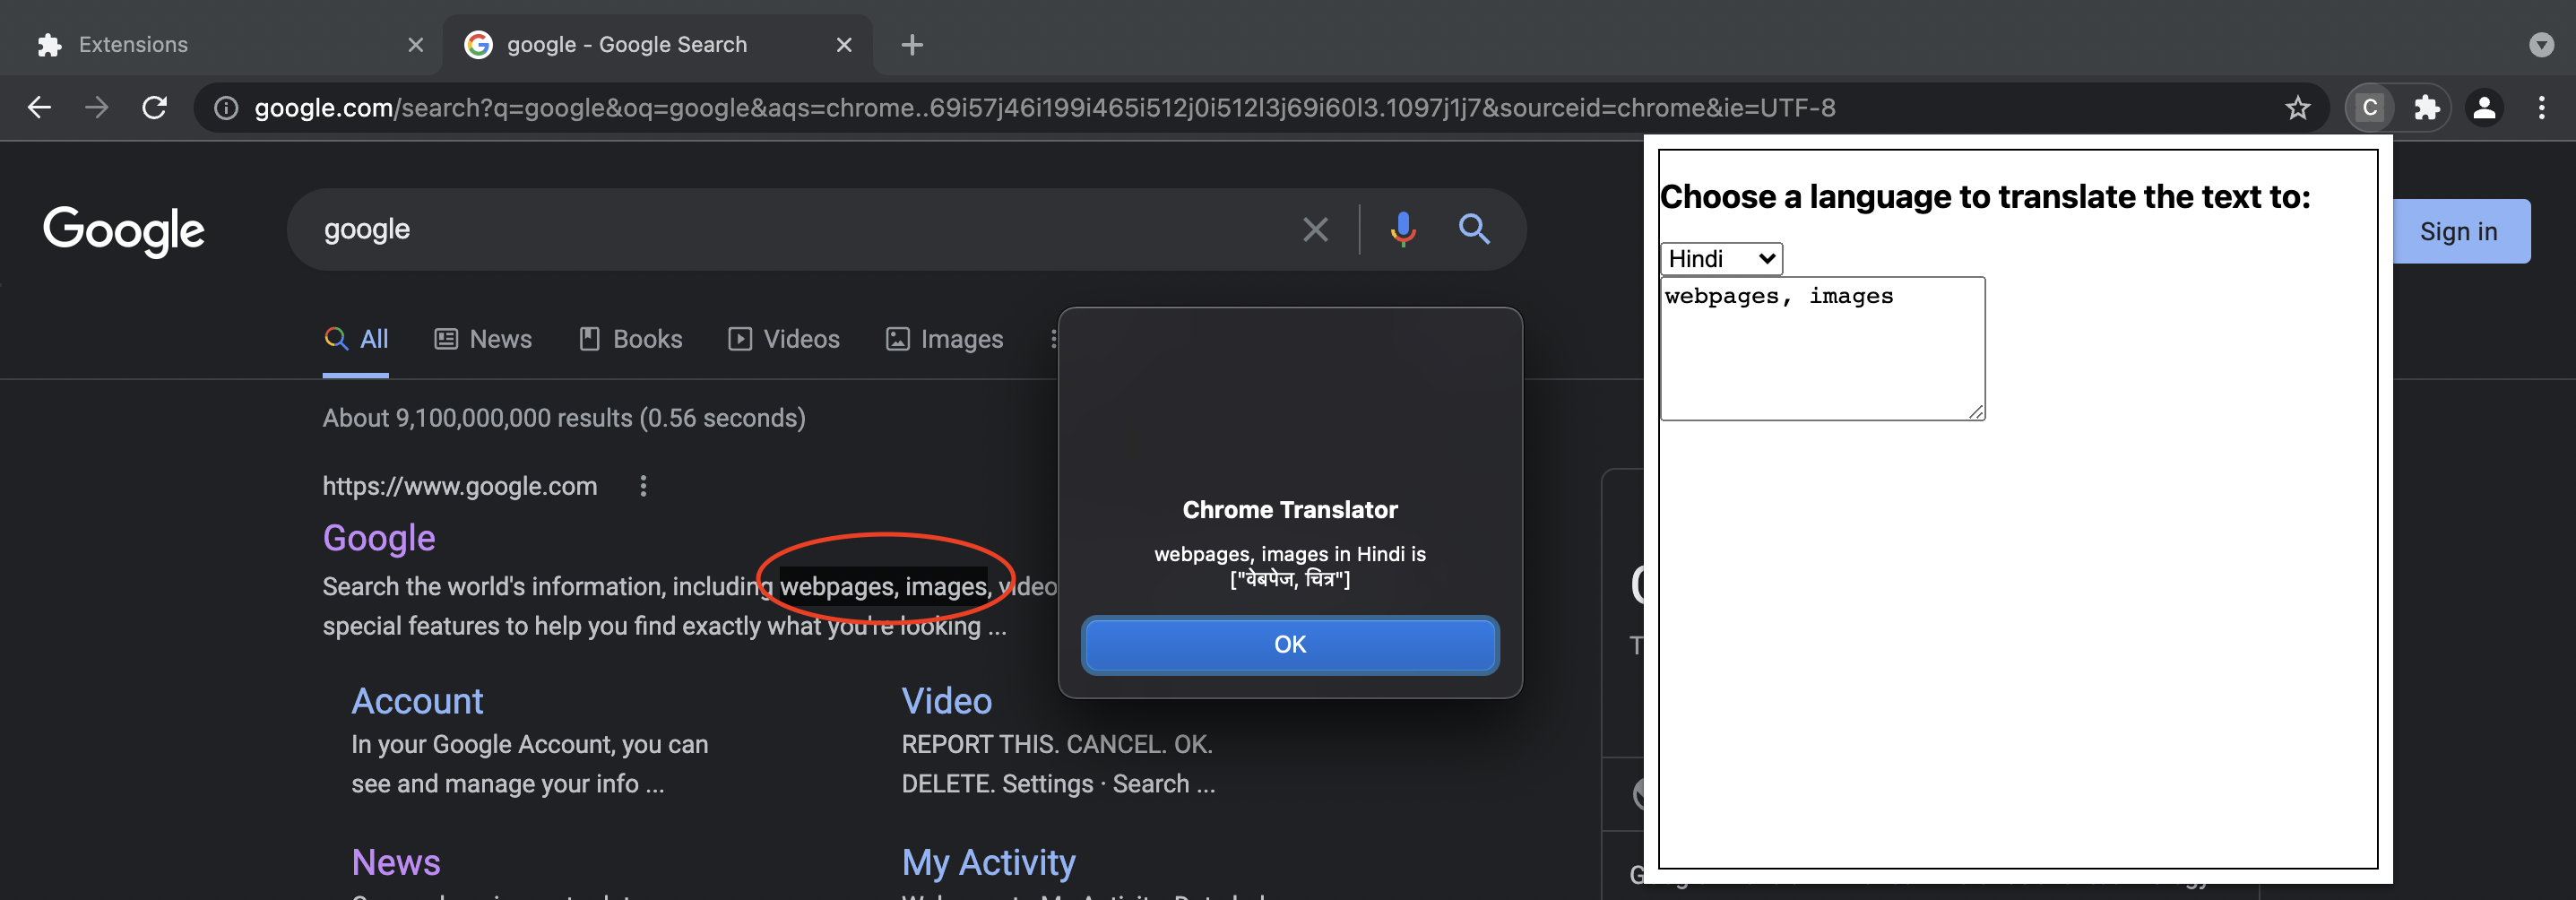 Extensions
google - Google Search
google.com/search?q=google&oq=google&aqs=chrome..69i57j46i199i465i512j0i512l3j69i60l3.1097j1j7&sourceid=chrome&ie=UTF-8
C
Google
google
Sign in
All
News
Books
Videos
Images
About 9,100,000,000 results (0.56 seconds)
https://www.google.com
Google
Search the world's information, including webpages, images, video
special features to help you find exactly what you're looking ...
Account
In your Google Account, you can
see and manage your info ...
Video
REPORT THIS. CANCEL. OK.
DELETE. Settings · Search ...
News
My Activity
Chrome Translator
webpages, images in Hindi is
["वेबपेज, चित्र"]
OK
Choose a language to translate the text to:
Hindi
webpages, images